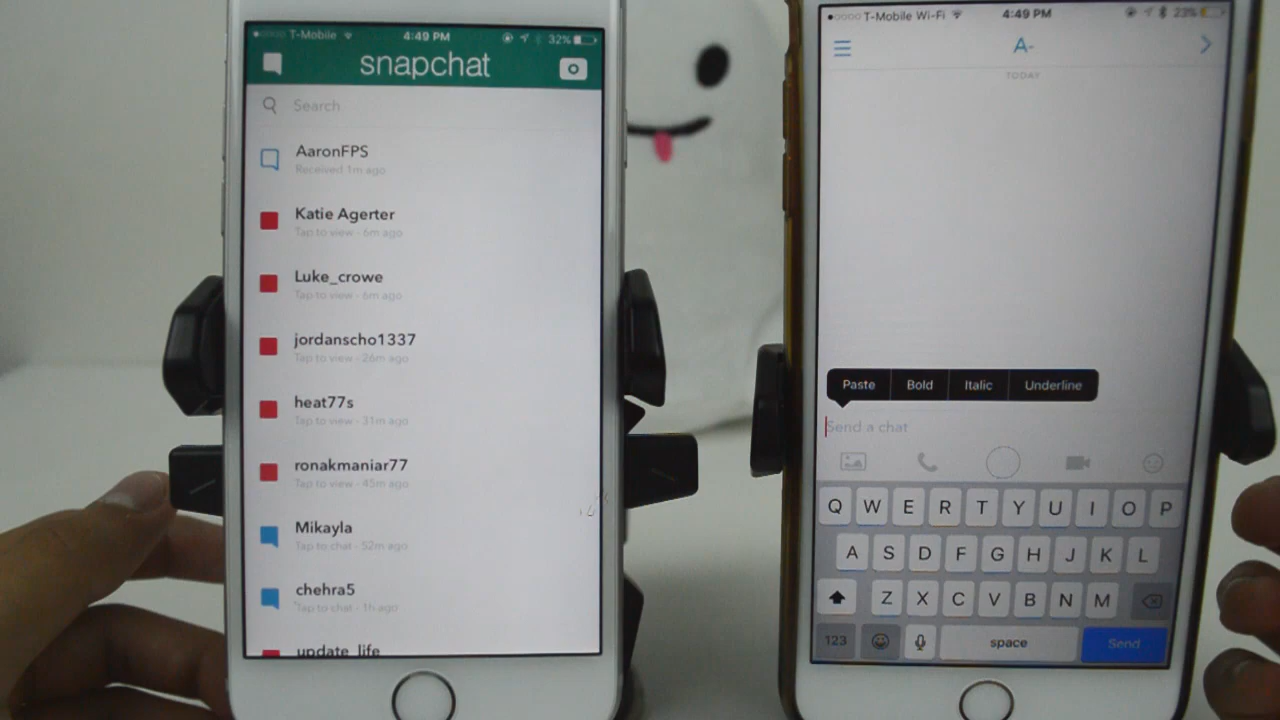 T-Mobile
4:49 PM
32%
snapchat
Search
AaronFPS
Received 1m ago
Katie Agerter
Tap to view - 6m ago
Luke_crowe
Tap to view - 6m ago
jordanscho1337
Tap to view - 26m ago
heat77s
Tap to view - 31m ago
ronakmaniar77
Tap to view - 45m ago
Mikayla
Tap to chat - 52m ago
chehra5
Tap to chat - 1h ago
update_life
T-Mobile Wi-Fi
4:49 PM
23%
A-
TODAY
Paste Bold Italic Underline
Send a chat
Q W E R T Y U I O P
A S D F G H J K L
Z X C V B N M
123 space Send